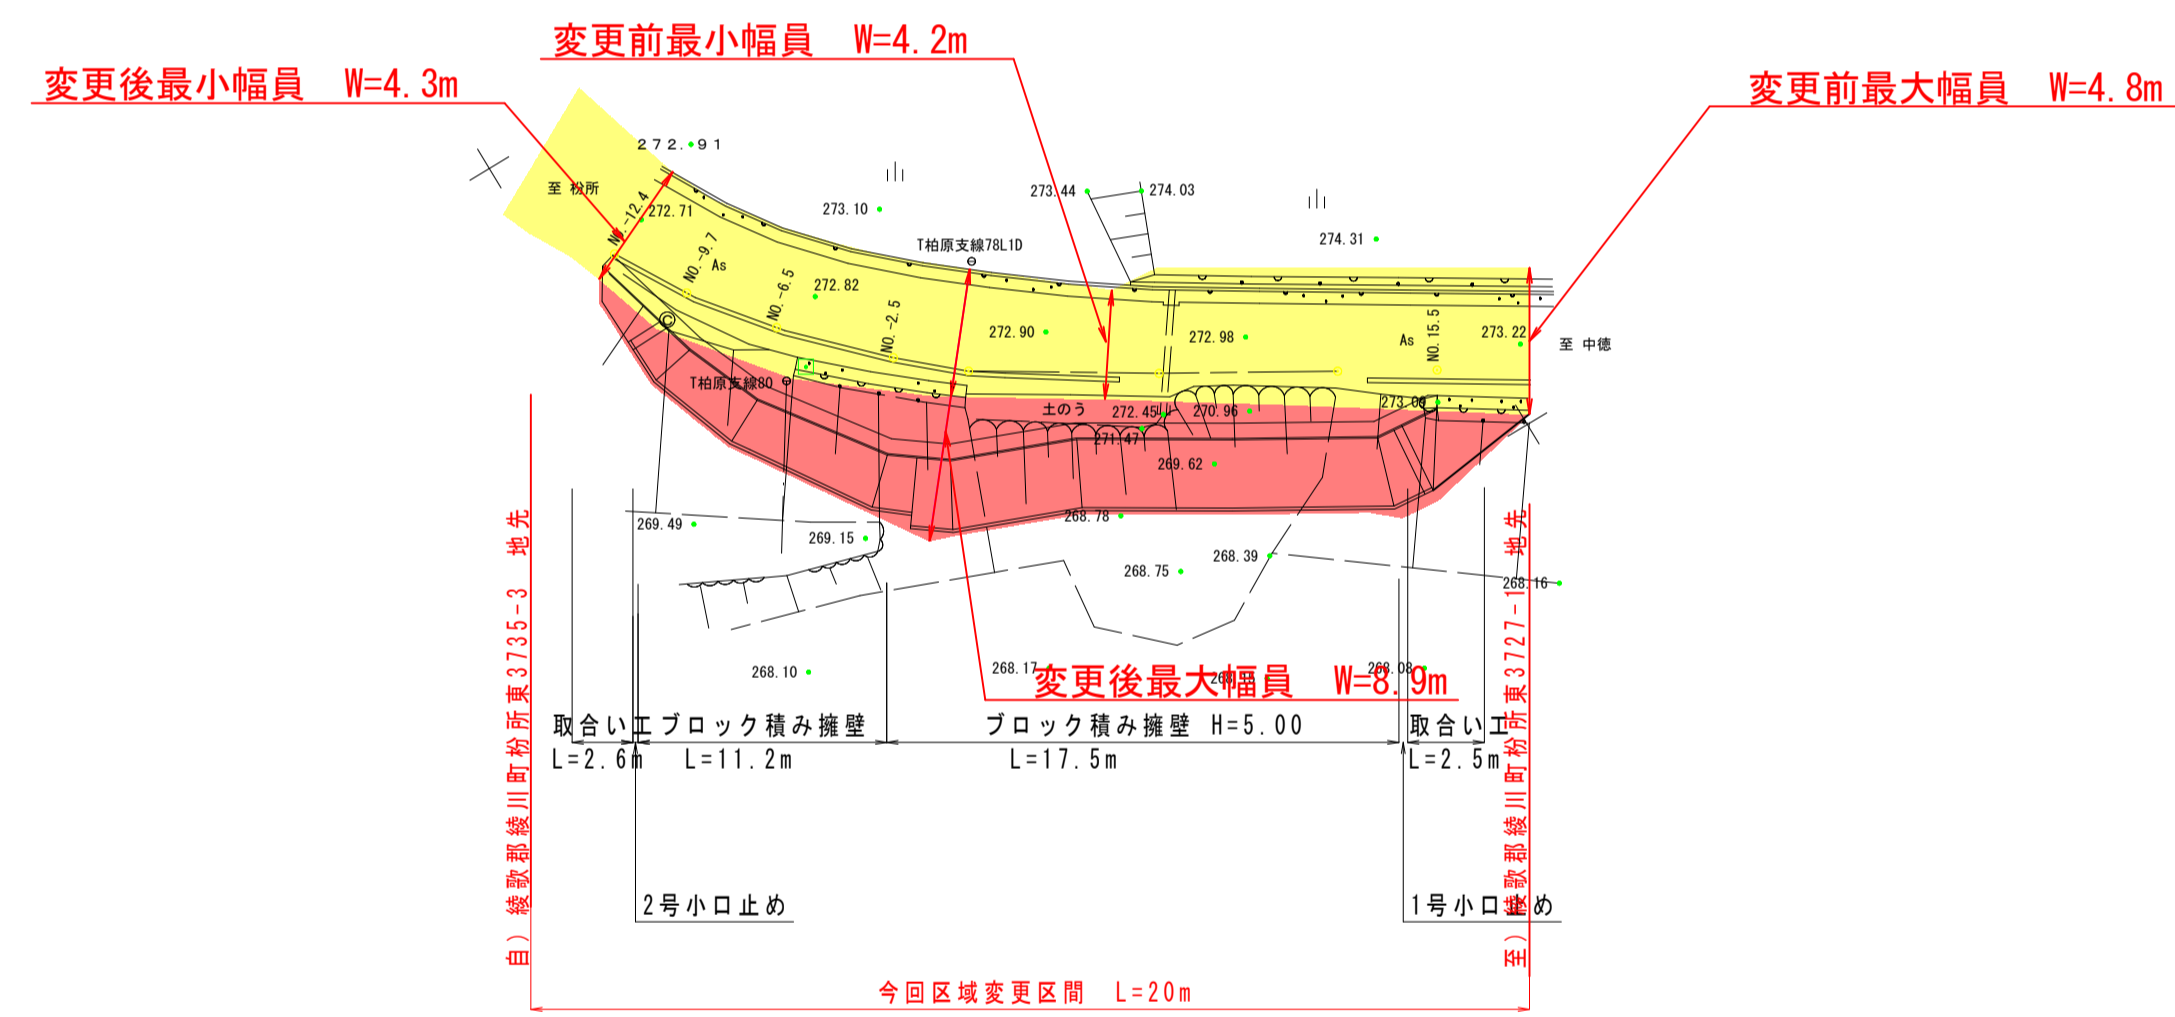 変更前最小幅員　W=4.2m
変更後最小幅員　W=4.3m
変更前最大幅員　W=4.8m
272.91
至 枌所
NO.-12.4
272.71
273.10
273.44
274.03
274.31
T柏原支線78L1D
NO.-9.7
As
NO.-6.5
272.82
NO.-2.5
272.90
272.98
As
NO.15.5
273.22
至 中徳
T柏原支線80
土のう
272.45
270.96
273.09
271.47
269.62
269.49
269.15
268.78
268.75
268.39
268.16
268.10
268.17
268.08
変更後最大幅員　W=8.9m
取合い工
L=2.6m
ブロック積み擁壁
L=11.2m
ブロック積み擁壁 H=5.00
L=17.5m
取合い工
L=2.5m
2号小口止め
1号小口止め
自）綾歌郡綾川町枌所東3735-3　地先
至）綾歌郡綾川町枌所東3727-1　地先
今回区域変更区間　L=20m